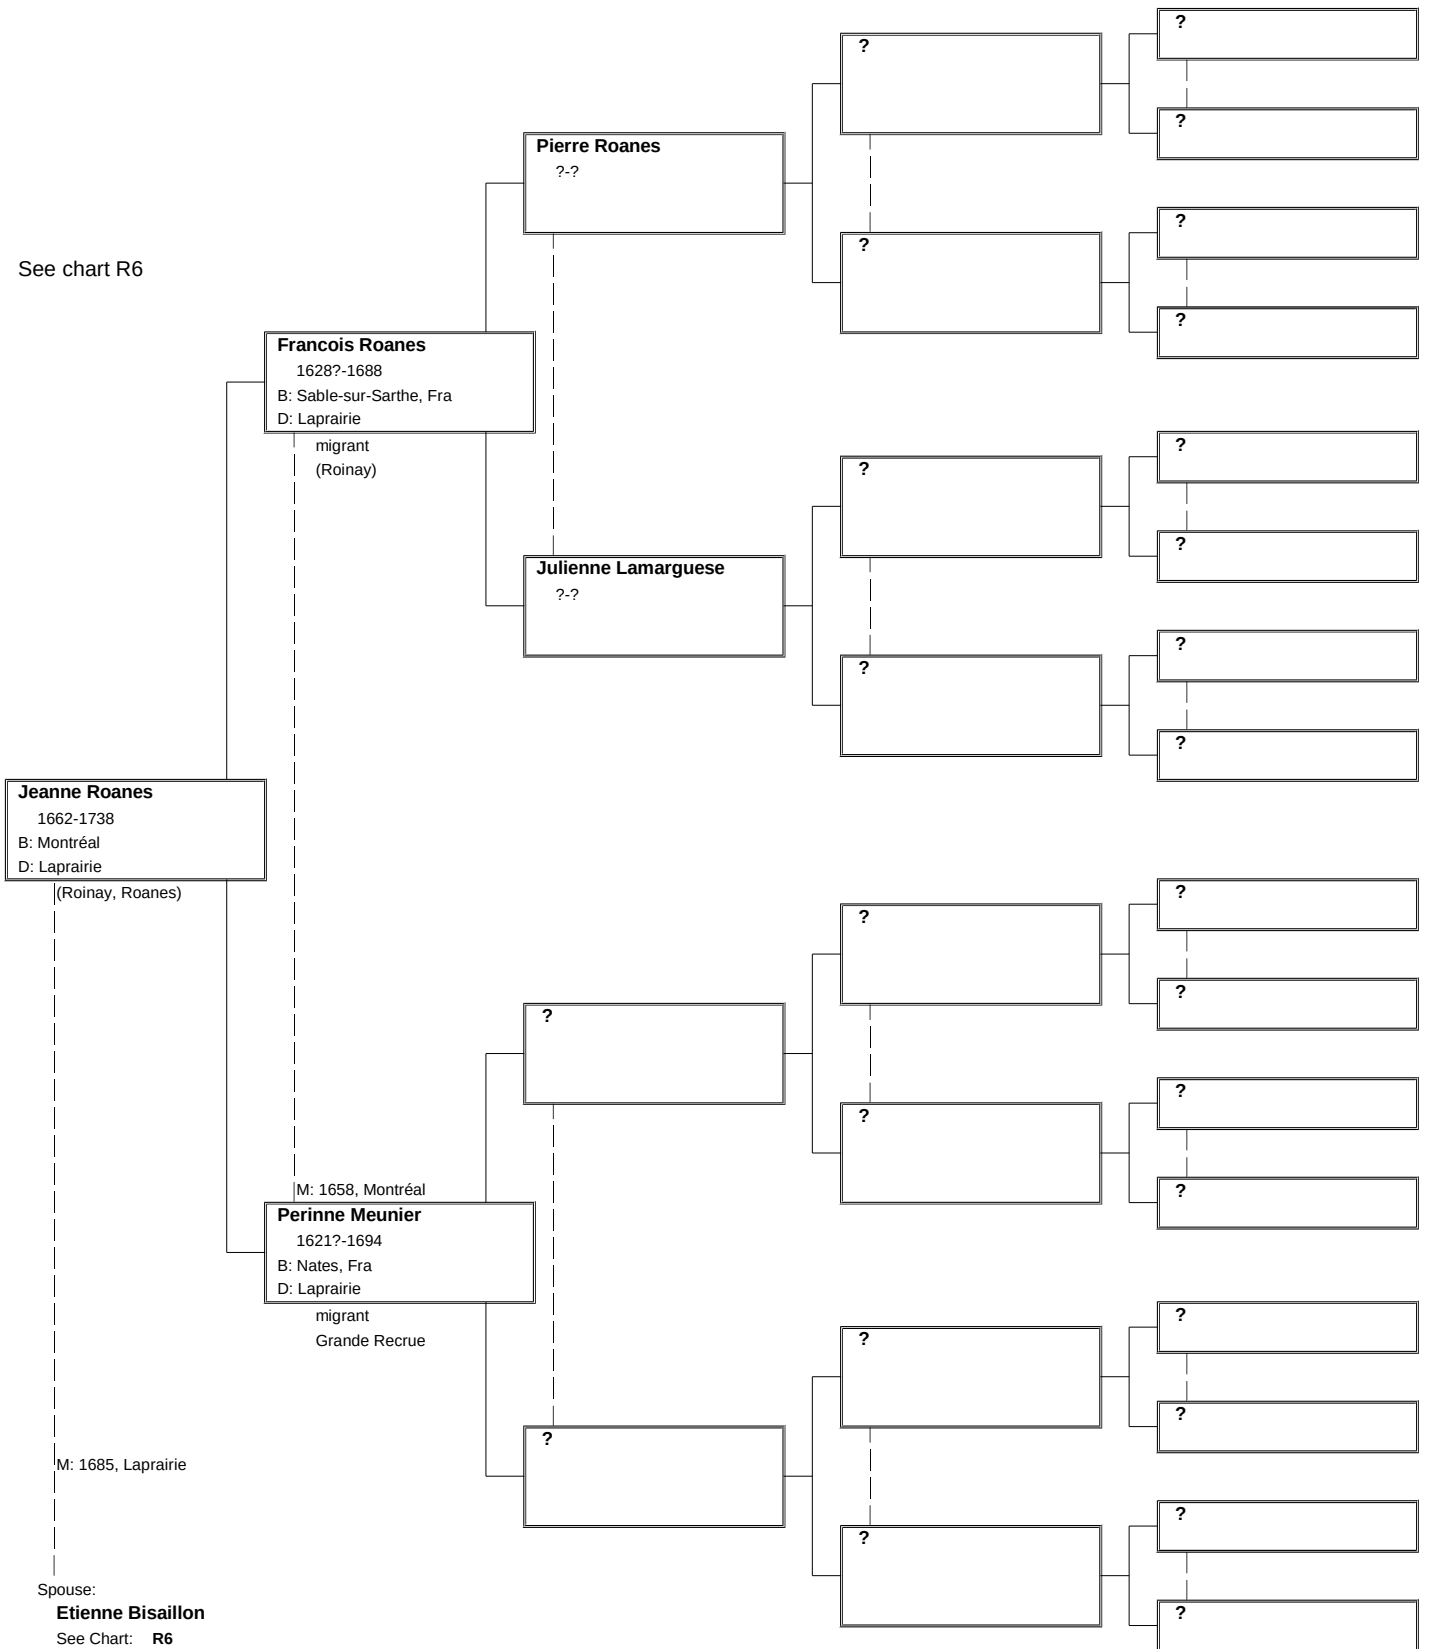 ?
?
?
Pierre Roanes
?-?
?
?
See chart R6
?
Francois Roanes
1628?-1688
B: Sable-sur-Sarthe, Fra
D: Laprairie
migrant
(Roinay)
?
?
?
Julienne Lamarguese
?-?
?
?
?
Jeanne Roanes
1662-1738
B: Montréal
D: Laprairie
(Roinay, Roanes)
?
?
?
?
?
?
?
M: 1658, Montréal
Perinne Meunier
1621?-1694
B: Nates, Fra
D: Laprairie
migrant
Grande Recrue
?
?
?
?
M: 1685, Laprairie
?
?
Spouse:
Etienne Bisaillon
See Chart: R6
?